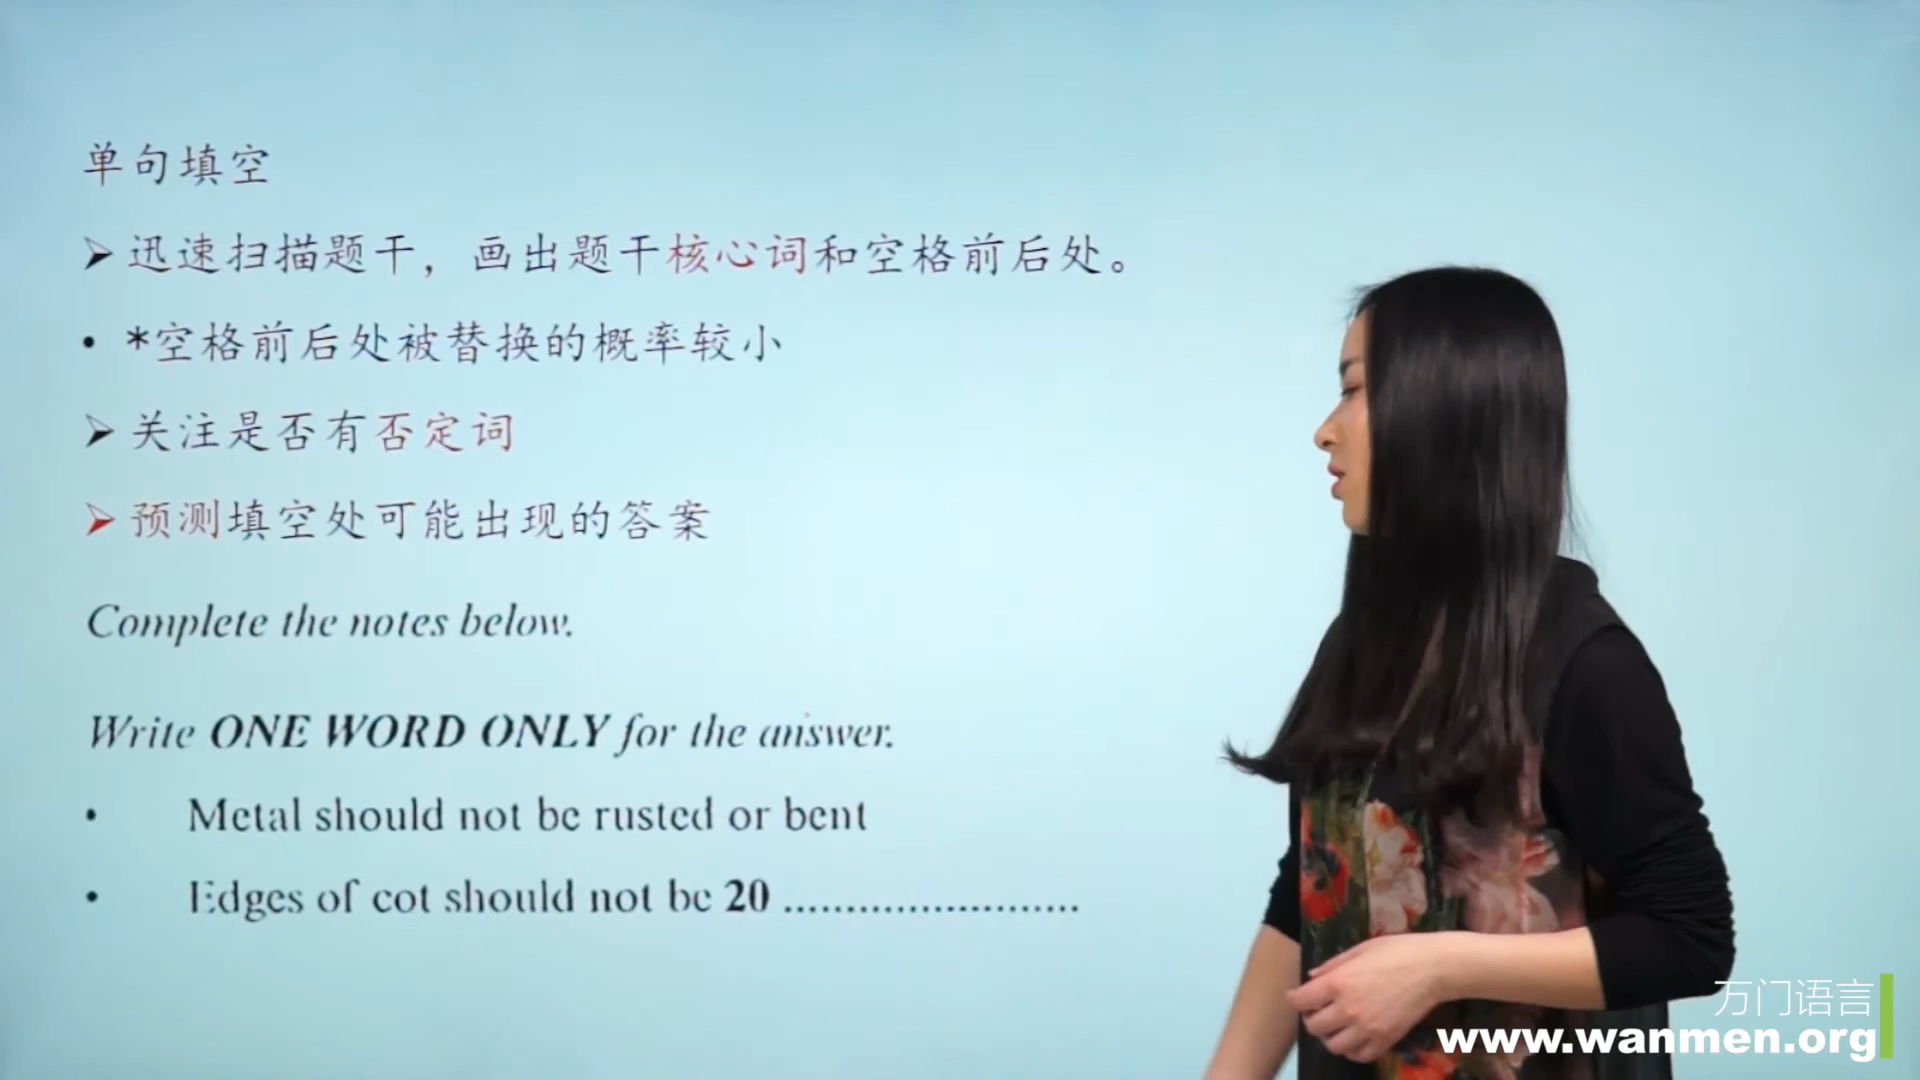 单句填空
➢迅速扫描题干，画出题干核心词和空格前后处。
• *空格前后处被替换的概率较小
➢关注是否有否定词
➢预测填空处可能出现的答案
Complete the notes below.
Write ONE WORD ONLY for the answer.
• Metal should not be rusted or bent
• Edges of cot should not be 20 ........................
万门语言
www.wanmen.org